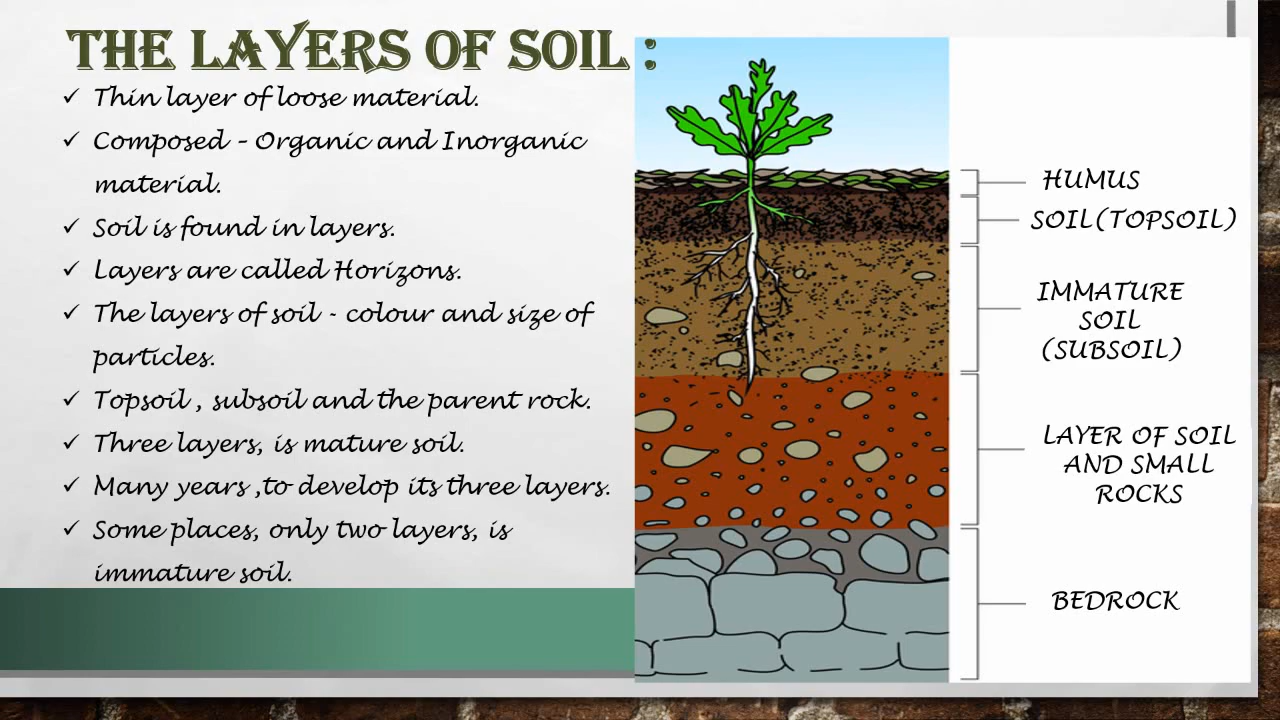 THE LAYERS OF SOIL :
✓ Thin layer of loose material.
✓ Composed – Organic and Inorganic
material.
✓ Soil is found in layers.
✓ Layers are called Horizons.
✓ The layers of soil - colour and size of
particles.
✓ Topsoil , subsoil and the parent rock.
✓ Three layers, is mature soil.
✓ Many years ,to develop its three layers.
✓ Some places, only two layers, is
immature soil.
HUMUS
SOIL(TOPSOIL)
IMMATURE
SOIL
(SUBSOIL)
LAYER OF SOIL
AND SMALL
ROCKS
BEDROCK